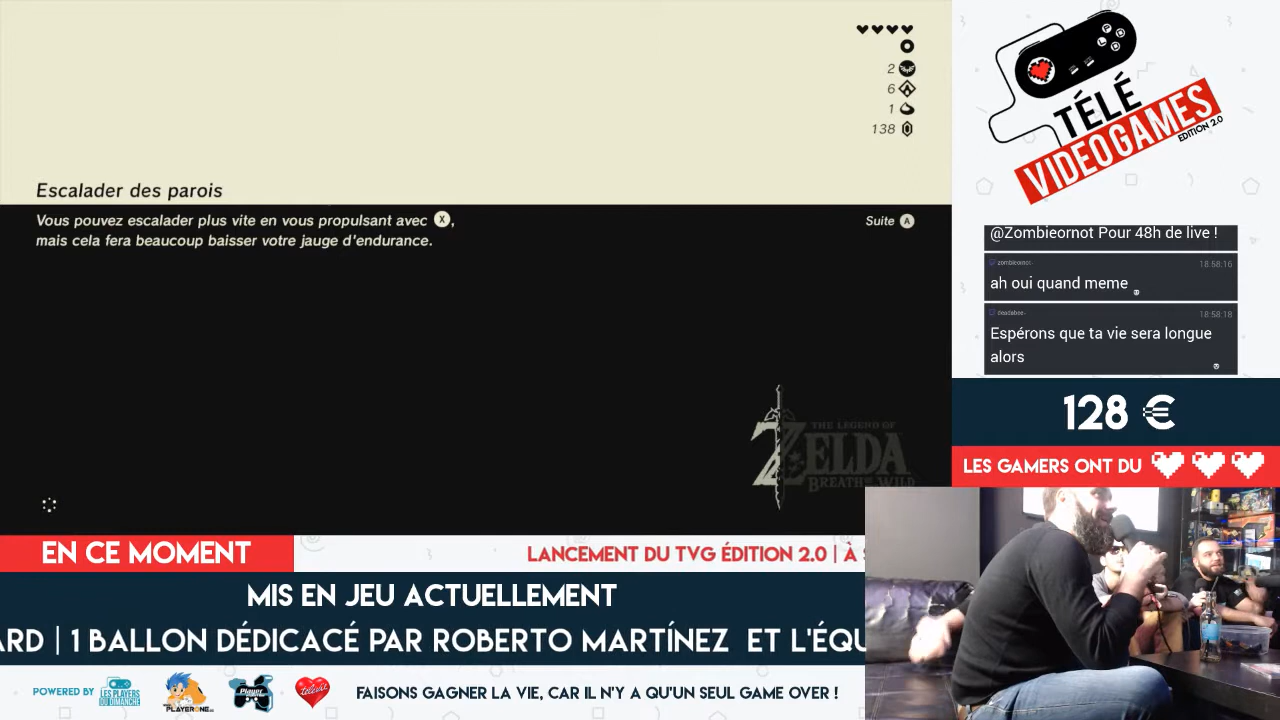 2
6
1
138
Escalader des parois
Vous pouvez escalader plus vite en vous propulsant avec X,
mais cela fera beaucoup baisser votre jauge d'endurance.
Suite A
THE LEGEND OF
ZELDA
BREATH OF THE WILD
TÉLÉ
VIDEOGAMES
EDITION 2.0
@Zombieornot Pour 48h de live !
zombieornot-
18:58:16
ah oui quand meme
18:58:18
Espérons que ta vie sera longue
alors
128 €
LES GAMERS ONT DU
EN CE MOMENT
LANCEMENT DU TVG ÉDITION 2.0 | À
MIS EN JEU ACTUELLEMENT
ARD | 1 BALLON DÉDICACÉ PAR ROBERTO MARTÍNEZ ET L'ÉQU
POWERED BY
LES PLAYERS
DU DIMANCHE
PLAYERONE
Player
télévie
FAISONS GAGNER LA VIE, CAR IL N'Y A QU'UN SEUL GAME OVER !